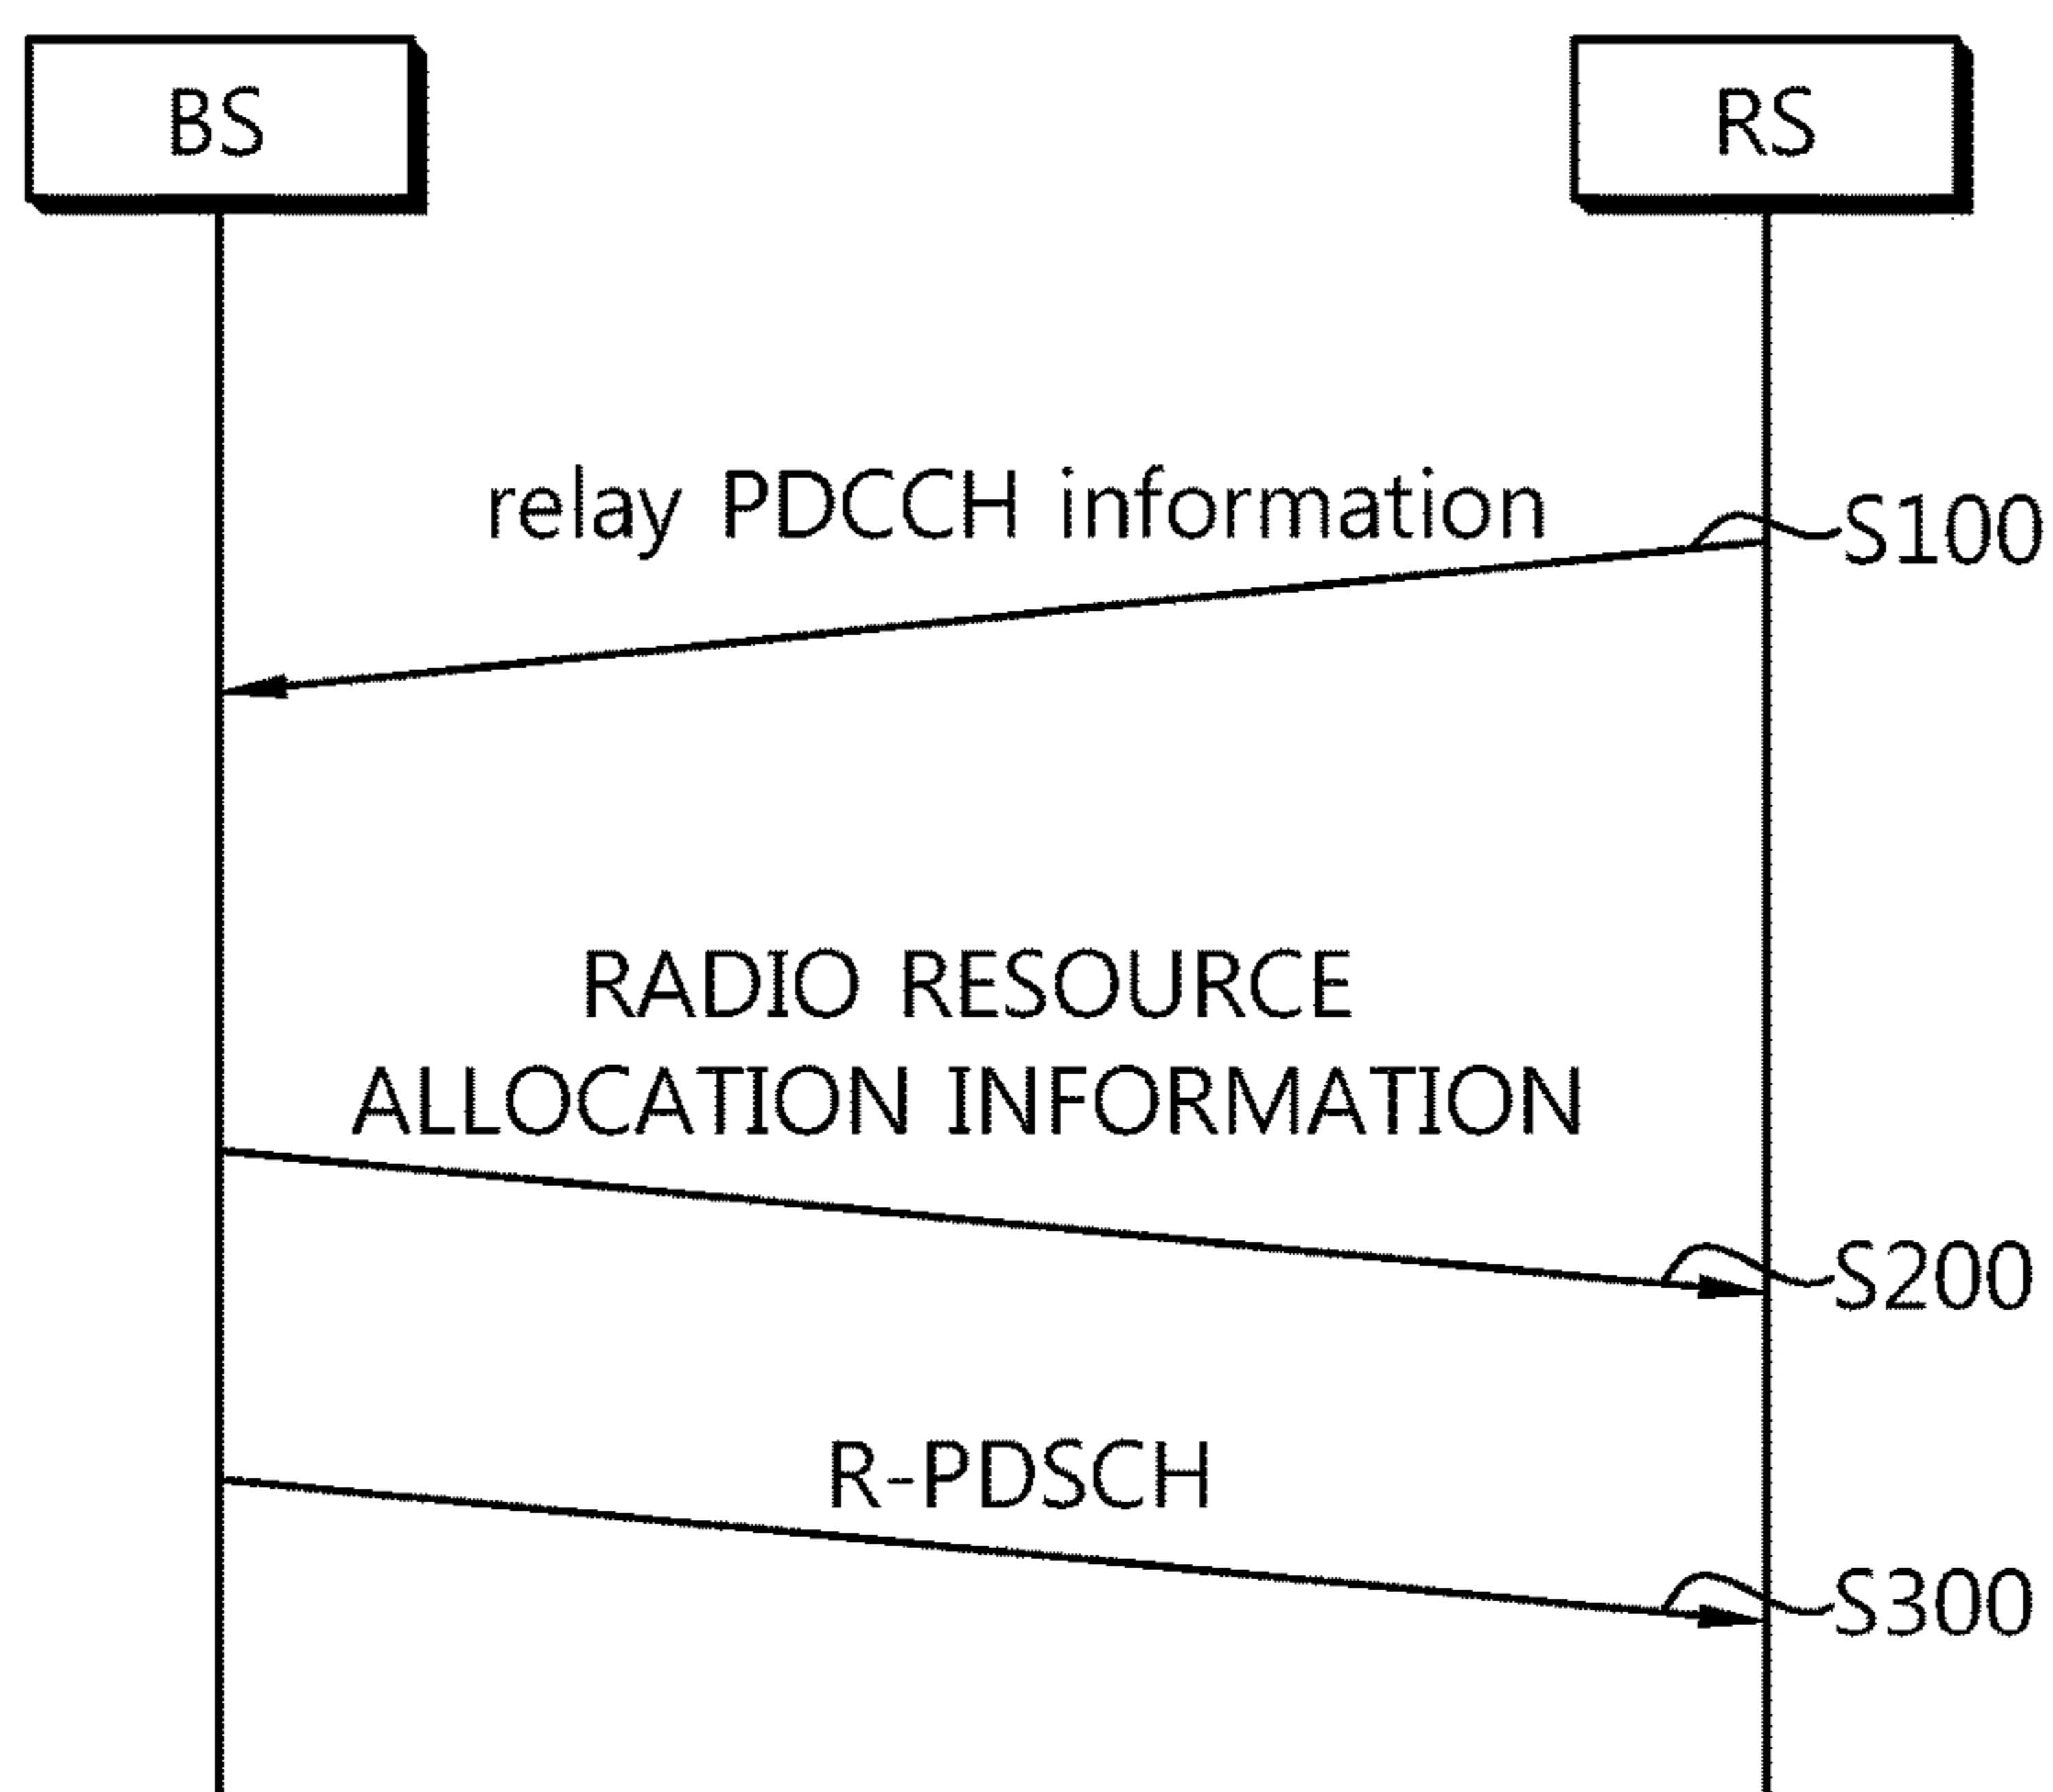 BS
RS
relay PDCCH information
S100
RADIO RESOURCE
ALLOCATION INFORMATION
S200
R-PDSCH
S300